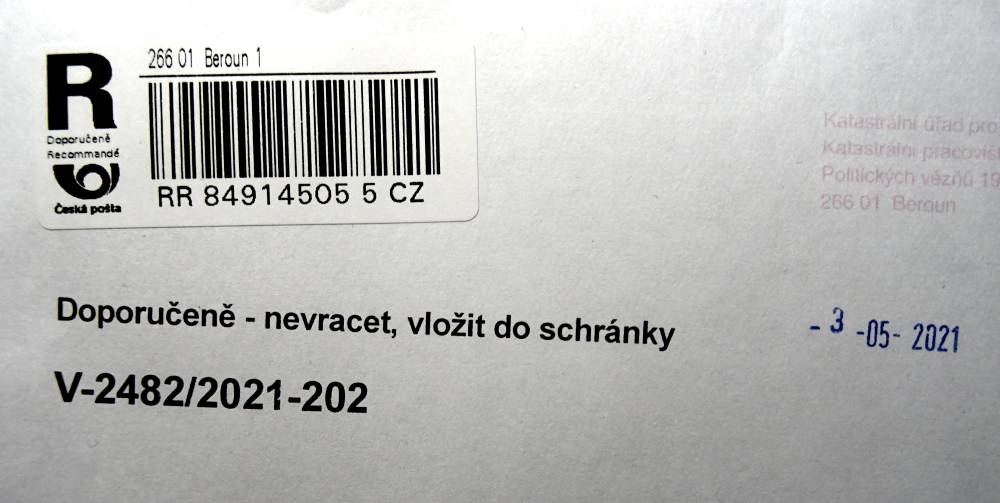 266 01 Beroun 1
R
Doporučeně
Recommandé
Česká pošta
RR 84914505 5 CZ
Katastrální úřad pro
Katastrální pracoviš
Politických vězňů 19
266 01 Beroun
Doporučeně - nevracet, vložit do schránky
- 3 -05- 2021
V-2482/2021-202